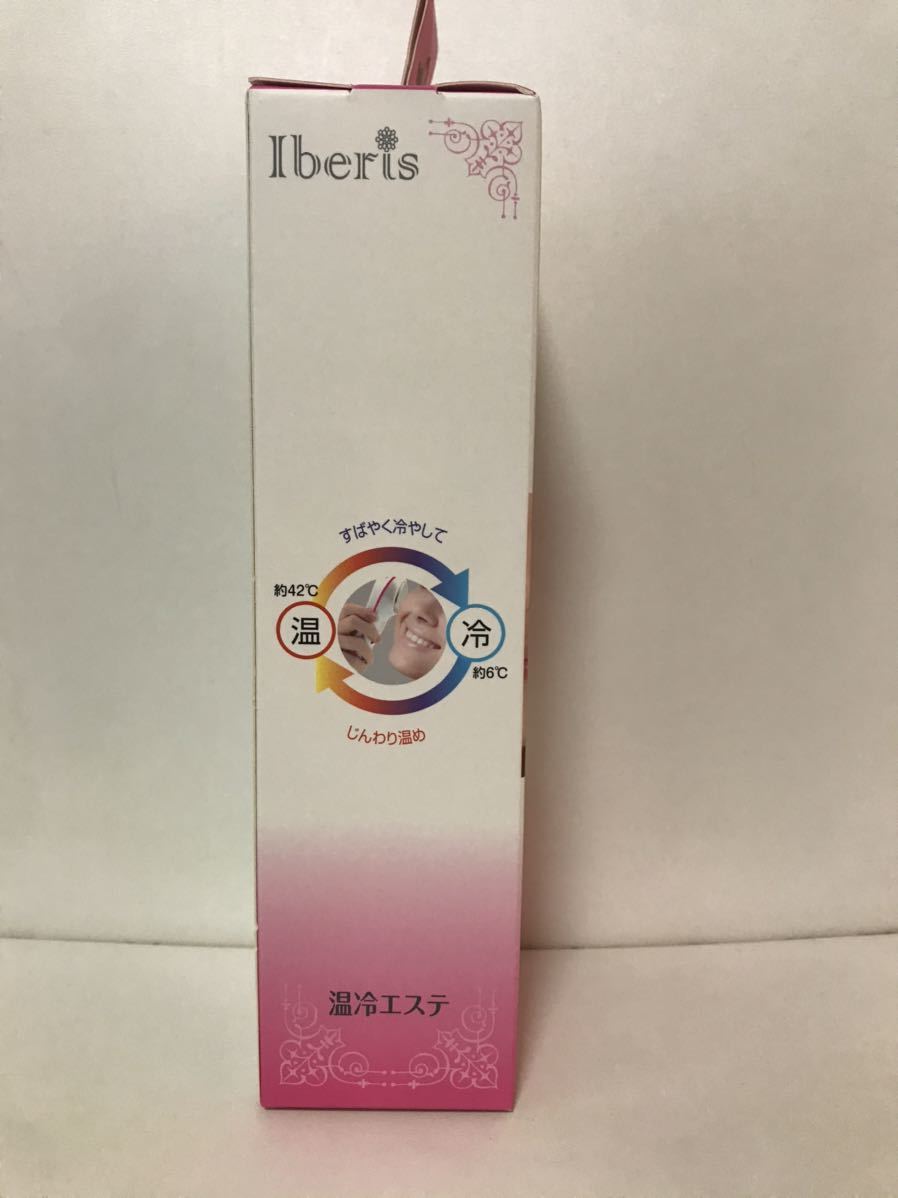 Iberis
すばやく冷やして
約42℃
温
冷
約6℃
じんわり温め
温冷エステ